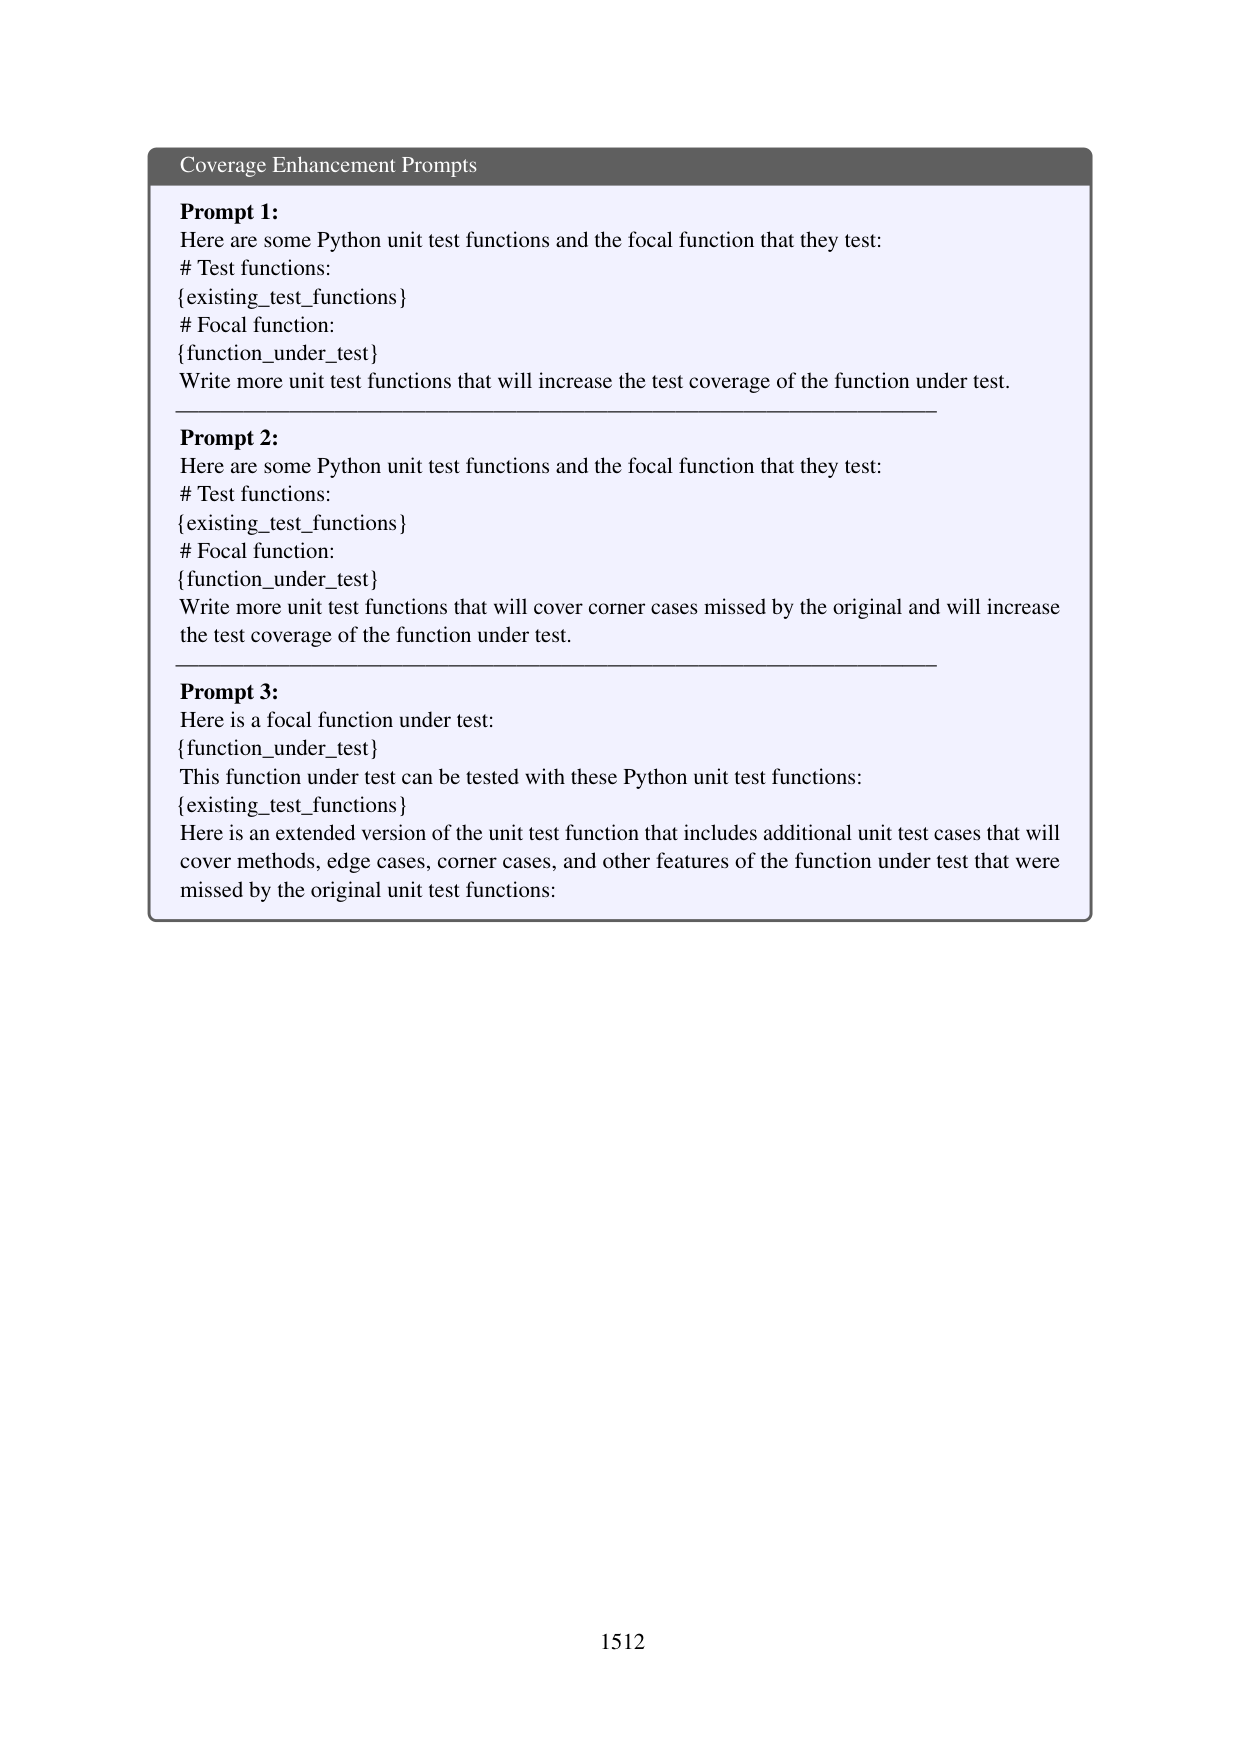 Coverage Enhancement Prompts
Prompt 1:
Here are some Python unit test functions and the focal function that they test:
# Test functions:
{existing_test_functions}
# Focal function:
{function_under_test}
Write more unit test functions that will increase the test coverage of the function under test.
Prompt 2:
Here are some Python unit test functions and the focal function that they test:
# Test functions:
{existing_test_functions}
# Focal function:
{function_under_test}
Write more unit test functions that will cover corner cases missed by the original and will increase
the test coverage of the function under test.
Prompt 3:
Here is a focal function under test:
{function_under_test}
This function under test can be tested with these Python unit test functions:
{existing_test_functions}
Here is an extended version of the unit test function that includes additional unit test cases that will
cover methods, edge cases, corner cases, and other features of the function under test that were
missed by the original unit test functions:
1512